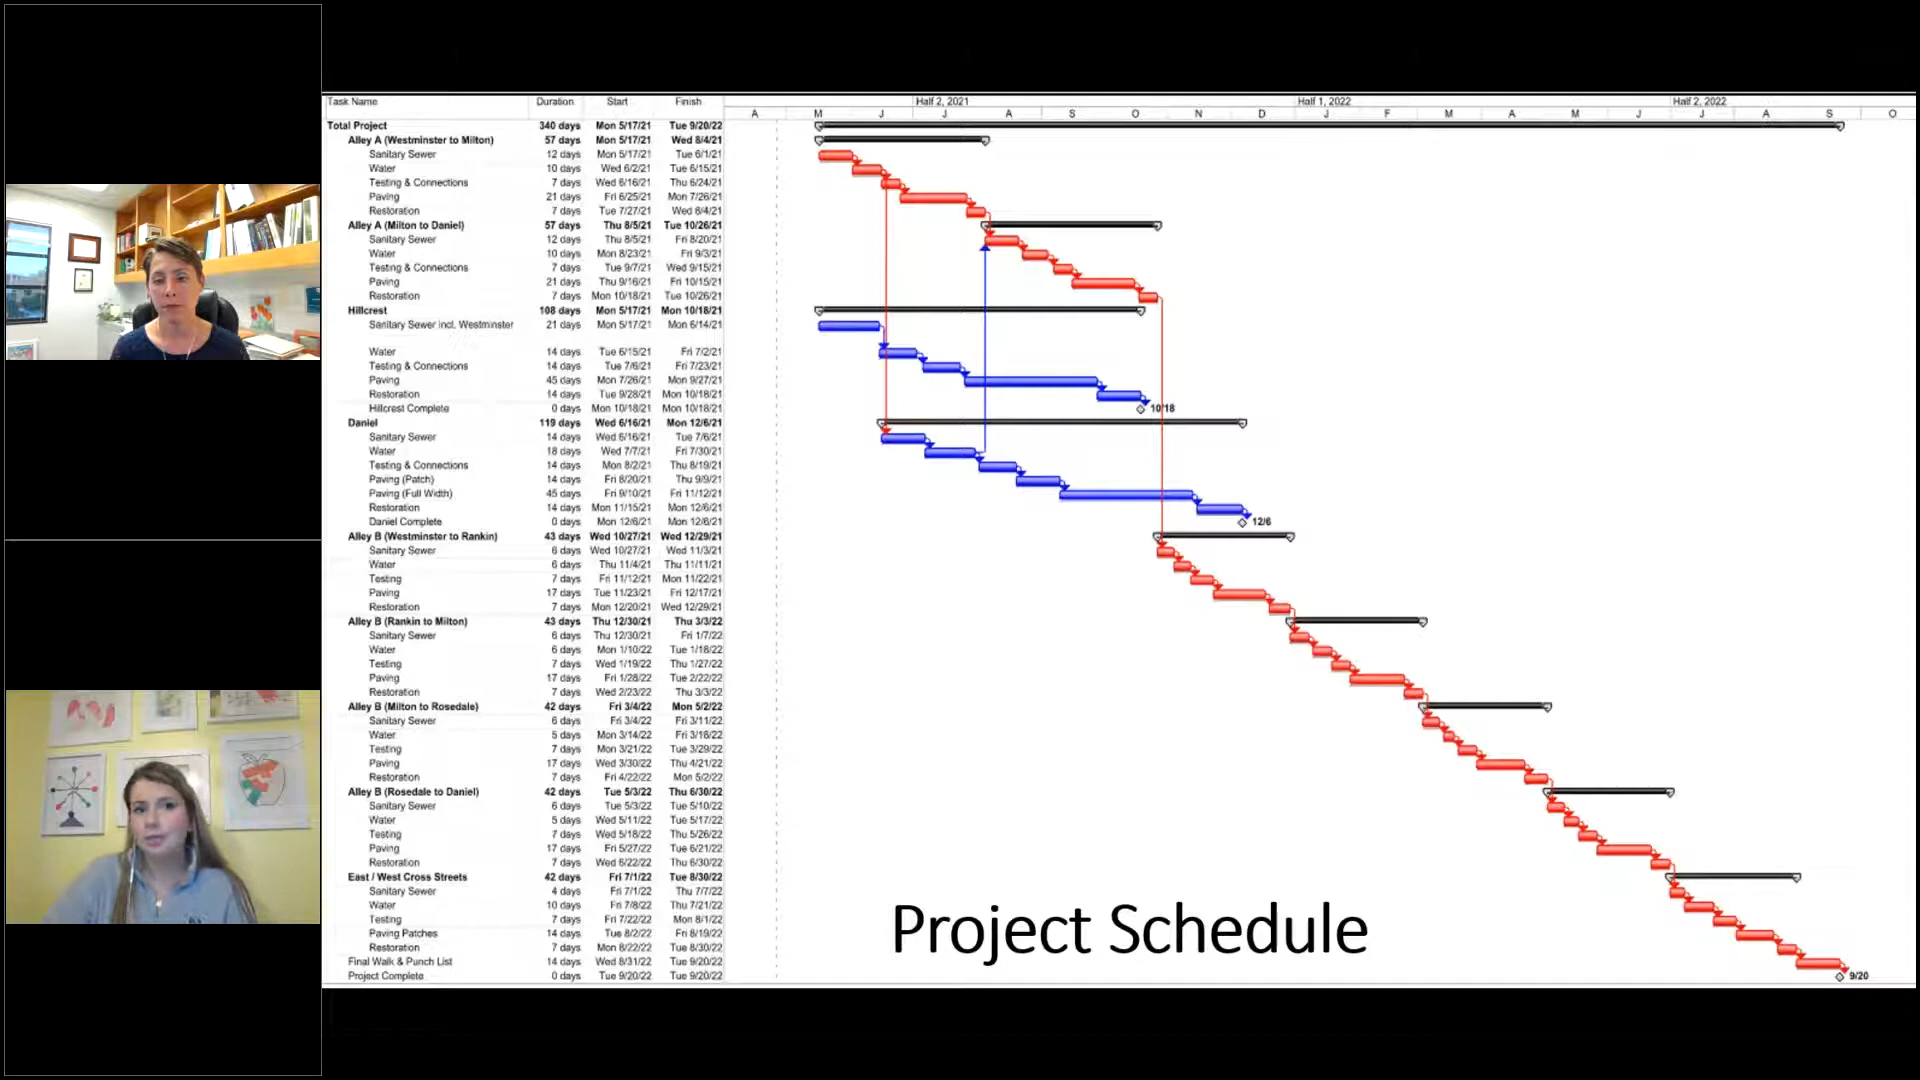 Task Name Duration Start Finish
Half 2, 2021 Half 1, 2022 Half 2, 2022
A M J J A S O N D J F M A M J J A S O
Total Project 340 days Mon 5/17/21 Tue 9/20/22
Alley A (Westminster to Milton) 57 days Mon 5/17/21 Wed 8/4/21
Sanitary Sewer 12 days Mon 5/17/21 Tue 6/1/21
Water 10 days Wed 6/2/21 Tue 6/15/21
Testing & Connections 7 days Wed 6/16/21 Thu 6/24/21
Paving 21 days Fri 6/25/21 Mon 7/26/21
Restoration 7 days Tue 7/27/21 Wed 8/4/21
Alley A (Milton to Daniel) 57 days Thu 8/5/21 Tue 10/26/21
Sanitary Sewer 12 days Thu 8/5/21 Fri 8/20/21
Water 10 days Mon 8/23/21 Fri 9/3/21
Testing & Connections 7 days Tue 9/7/21 Wed 9/15/21
Paving 21 days Thu 9/16/21 Fri 10/15/21
Restoration 7 days Mon 10/18/21 Tue 10/26/21
Hillcrest 108 days Mon 5/17/21 Mon 10/18/21
Sanitary Sewer incl. Westminster 21 days Mon 5/17/21 Mon 6/14/21
Water 14 days Tue 6/15/21 Fri 7/2/21
Testing & Connections 14 days Tue 7/6/21 Fri 7/23/21
Paving 45 days Mon 7/26/21 Mon 9/27/21
Restoration 14 days Tue 9/28/21 Mon 10/18/21
Hillcrest Complete 0 days Mon 10/18/21 Mon 10/18/21 10/18
Daniel 119 days Wed 6/16/21 Mon 12/6/21
Sanitary Sewer 14 days Wed 6/16/21 Tue 7/6/21
Water 18 days Wed 7/7/21 Fri 7/30/21
Testing & Connections 14 days Mon 8/2/21 Thu 8/19/21
Paving (Patch) 14 days Fri 8/20/21 Thu 9/9/21
Paving (Full Width) 45 days Fri 9/10/21 Fri 11/12/21
Restoration 14 days Mon 11/15/21 Mon 12/6/21
Daniel Complete 0 days Mon 12/6/21 Mon 12/6/21 12/6
Alley B (Westminster to Rankin) 43 days Wed 10/27/21 Wed 12/29/21
Sanitary Sewer 6 days Wed 10/27/21 Wed 11/3/21
Water 6 days Thu 11/4/21 Thu 11/11/21
Testing 7 days Fri 11/12/21 Mon 11/22/21
Paving 17 days Tue 11/23/21 Fri 12/17/21
Restoration 7 days Mon 12/20/21 Wed 12/29/21
Alley B (Rankin to Milton) 43 days Thu 12/30/21 Thu 3/3/22
Sanitary Sewer 6 days Thu 12/30/21 Fri 1/7/22
Water 6 days Mon 1/10/22 Tue 1/18/22
Testing 7 days Wed 1/19/22 Thu 1/27/22
Paving 17 days Fri 1/28/22 Tue 2/22/22
Restoration 7 days Wed 2/23/22 Thu 3/3/22
Alley B (Milton to Rosedale) 42 days Fri 3/4/22 Mon 5/2/22
Sanitary Sewer 6 days Fri 3/4/22 Fri 3/11/22
Water 5 days Mon 3/14/22 Fri 3/18/22
Testing 7 days Mon 3/21/22 Tue 3/29/22
Paving 17 days Wed 3/30/22 Thu 4/21/22
Restoration 7 days Fri 4/22/22 Mon 5/2/22
Alley B (Rosedale to Daniel) 42 days Tue 5/3/22 Thu 6/30/22
Sanitary Sewer 6 days Tue 5/3/22 Tue 5/10/22
Water 5 days Wed 5/11/22 Tue 5/17/22
Testing 7 days Wed 5/18/22 Thu 5/26/22
Paving 17 days Fri 5/27/22 Tue 6/21/22
Restoration 7 days Wed 6/22/22 Thu 6/30/22
East / West Cross Streets 42 days Fri 7/1/22 Tue 8/30/22
Sanitary Sewer 4 days Fri 7/1/22 Thu 7/7/22
Water 10 days Fri 7/8/22 Thu 7/21/22
Testing 7 days Fri 7/22/22 Mon 8/1/22
Paving Patches 14 days Tue 8/2/22 Fri 8/19/22
Restoration 7 days Mon 8/22/22 Tue 8/30/22
Final Walk & Punch List 14 days Wed 8/31/22 Tue 9/20/22
Project Complete 0 days Tue 9/20/22 Tue 9/20/22 9/20
Project Schedule